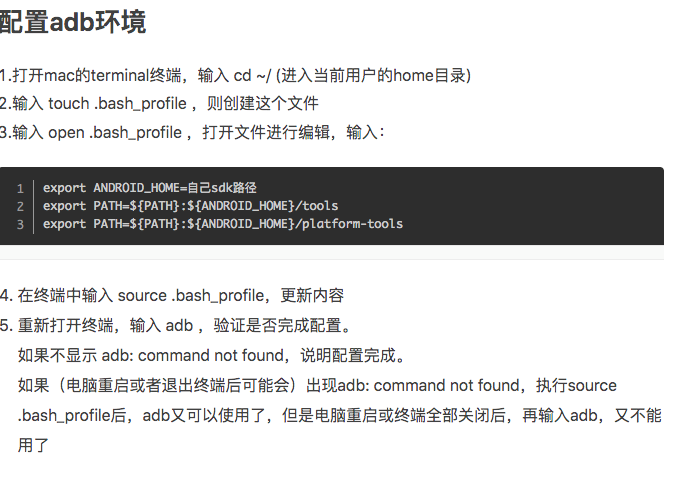 配置adb环境
1.打开mac的terminal终端，输入 cd ~/ (进入当前用户的home目录)
2.输入 touch .bash_profile ，则创建这个文件
3.输入 open .bash_profile ，打开文件进行编辑，输入：
1 export ANDROID_HOME=自己sdk路径
2 export PATH=${PATH}:${ANDROID_HOME}/tools
3 export PATH=${PATH}:${ANDROID_HOME}/platform-tools
4. 在终端中输入 source .bash_profile，更新内容
5. 重新打开终端，输入 adb ，验证是否完成配置。
如果不显示 adb: command not found，说明配置完成。
如果（电脑重启或者退出终端后可能会）出现adb: command not found，执行source
.bash_profile后，adb又可以使用了，但是电脑重启或终端全部关闭后，再输入adb，又不能
用了